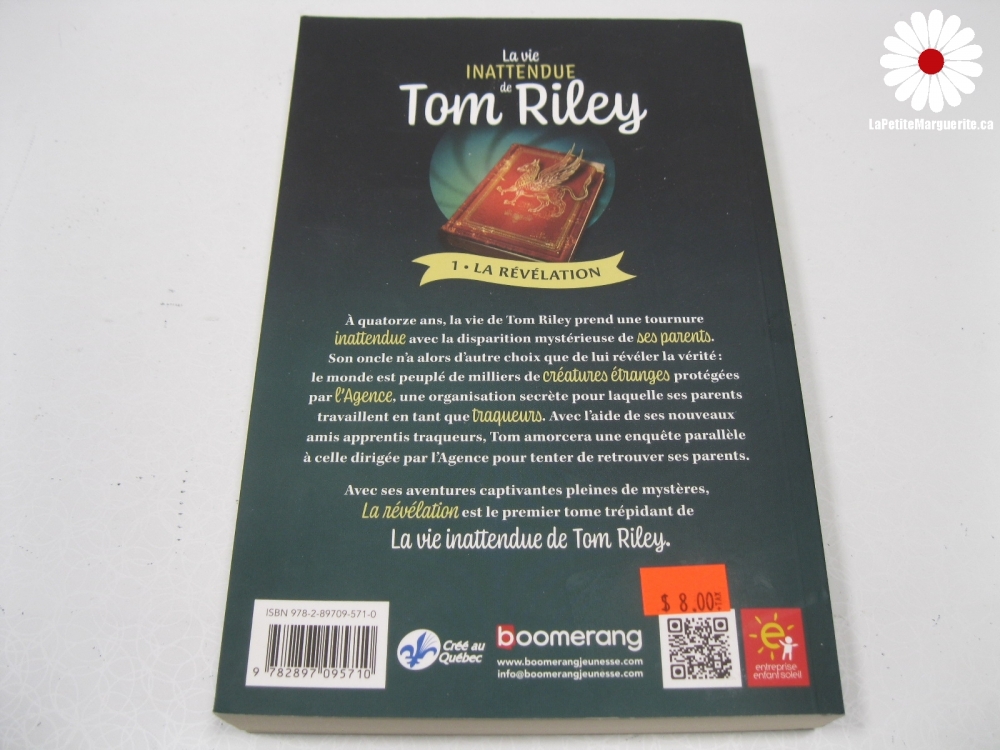 LaPetiteMarguerite.ca
La vie
INATTENDUE
de
Tom Riley
1 • LA RÉVÉLATION
À quatorze ans, la vie de Tom Riley prend une tournure
inattendue avec la disparition mystérieuse de ses parents.
Son oncle n'a alors d'autre choix que de lui révéler la vérité :
le monde est peuplé de milliers de créatures étranges protégées
par l'Agence, une organisation secrète pour laquelle ses parents
travaillent en tant que traqueurs. Avec l'aide de ses nouveaux
amis apprentis traqueurs, Tom amorcera une enquête parallèle
à celle dirigée par l'Agence pour tenter de retrouver ses parents.
Avec ses aventures captivantes pleines de mystères,
La révélation est le premier tome trépidant de
La vie inattendue de Tom Riley.
$ 8.00 +TAX
ISBN 978-2-89709-571-0
9 782897 095710
Créé au
Québec
boomerang
www.boomerangjeunesse.com
info@boomerangjeunesse.com
e
entreprise
enfantsoleil